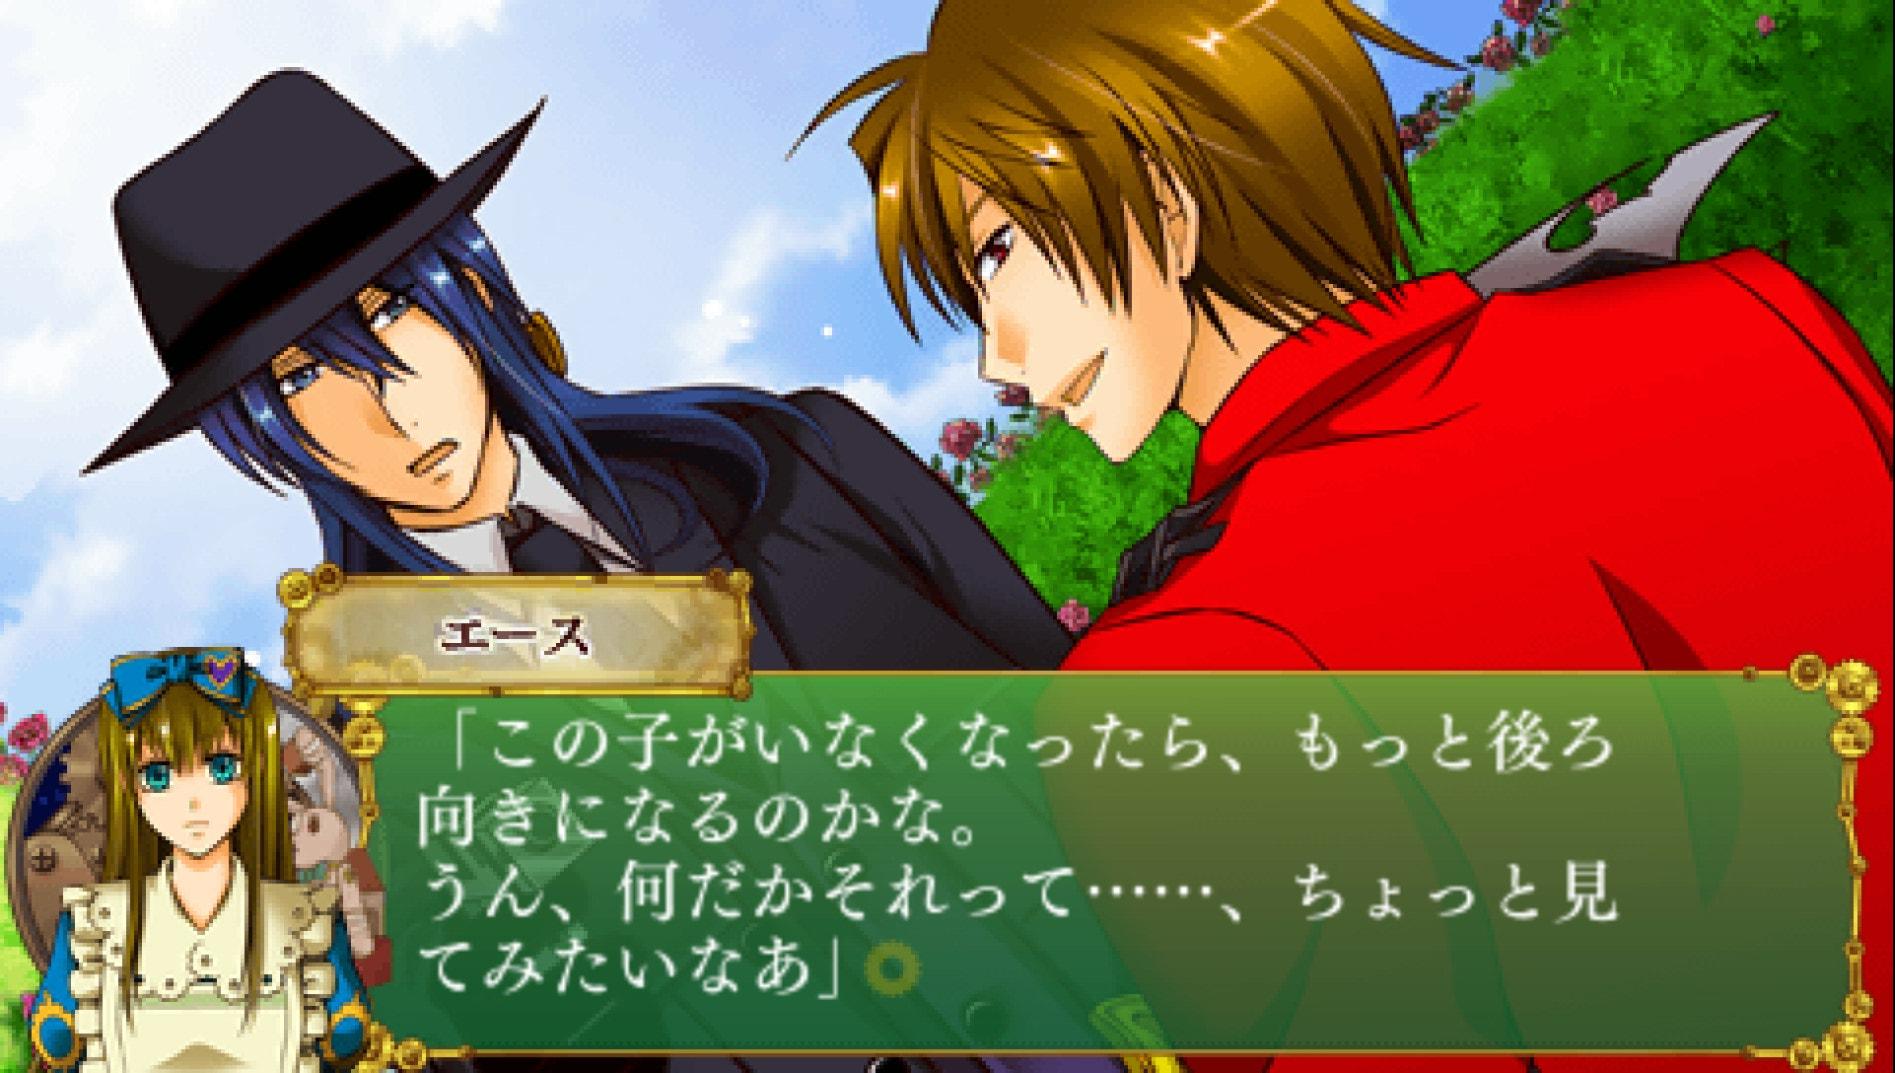 エース
「この子がいなくなったら、もっと後ろ
向きになるのかな。
うん、何だかそれって……、ちょっと見
てみたいなあ」